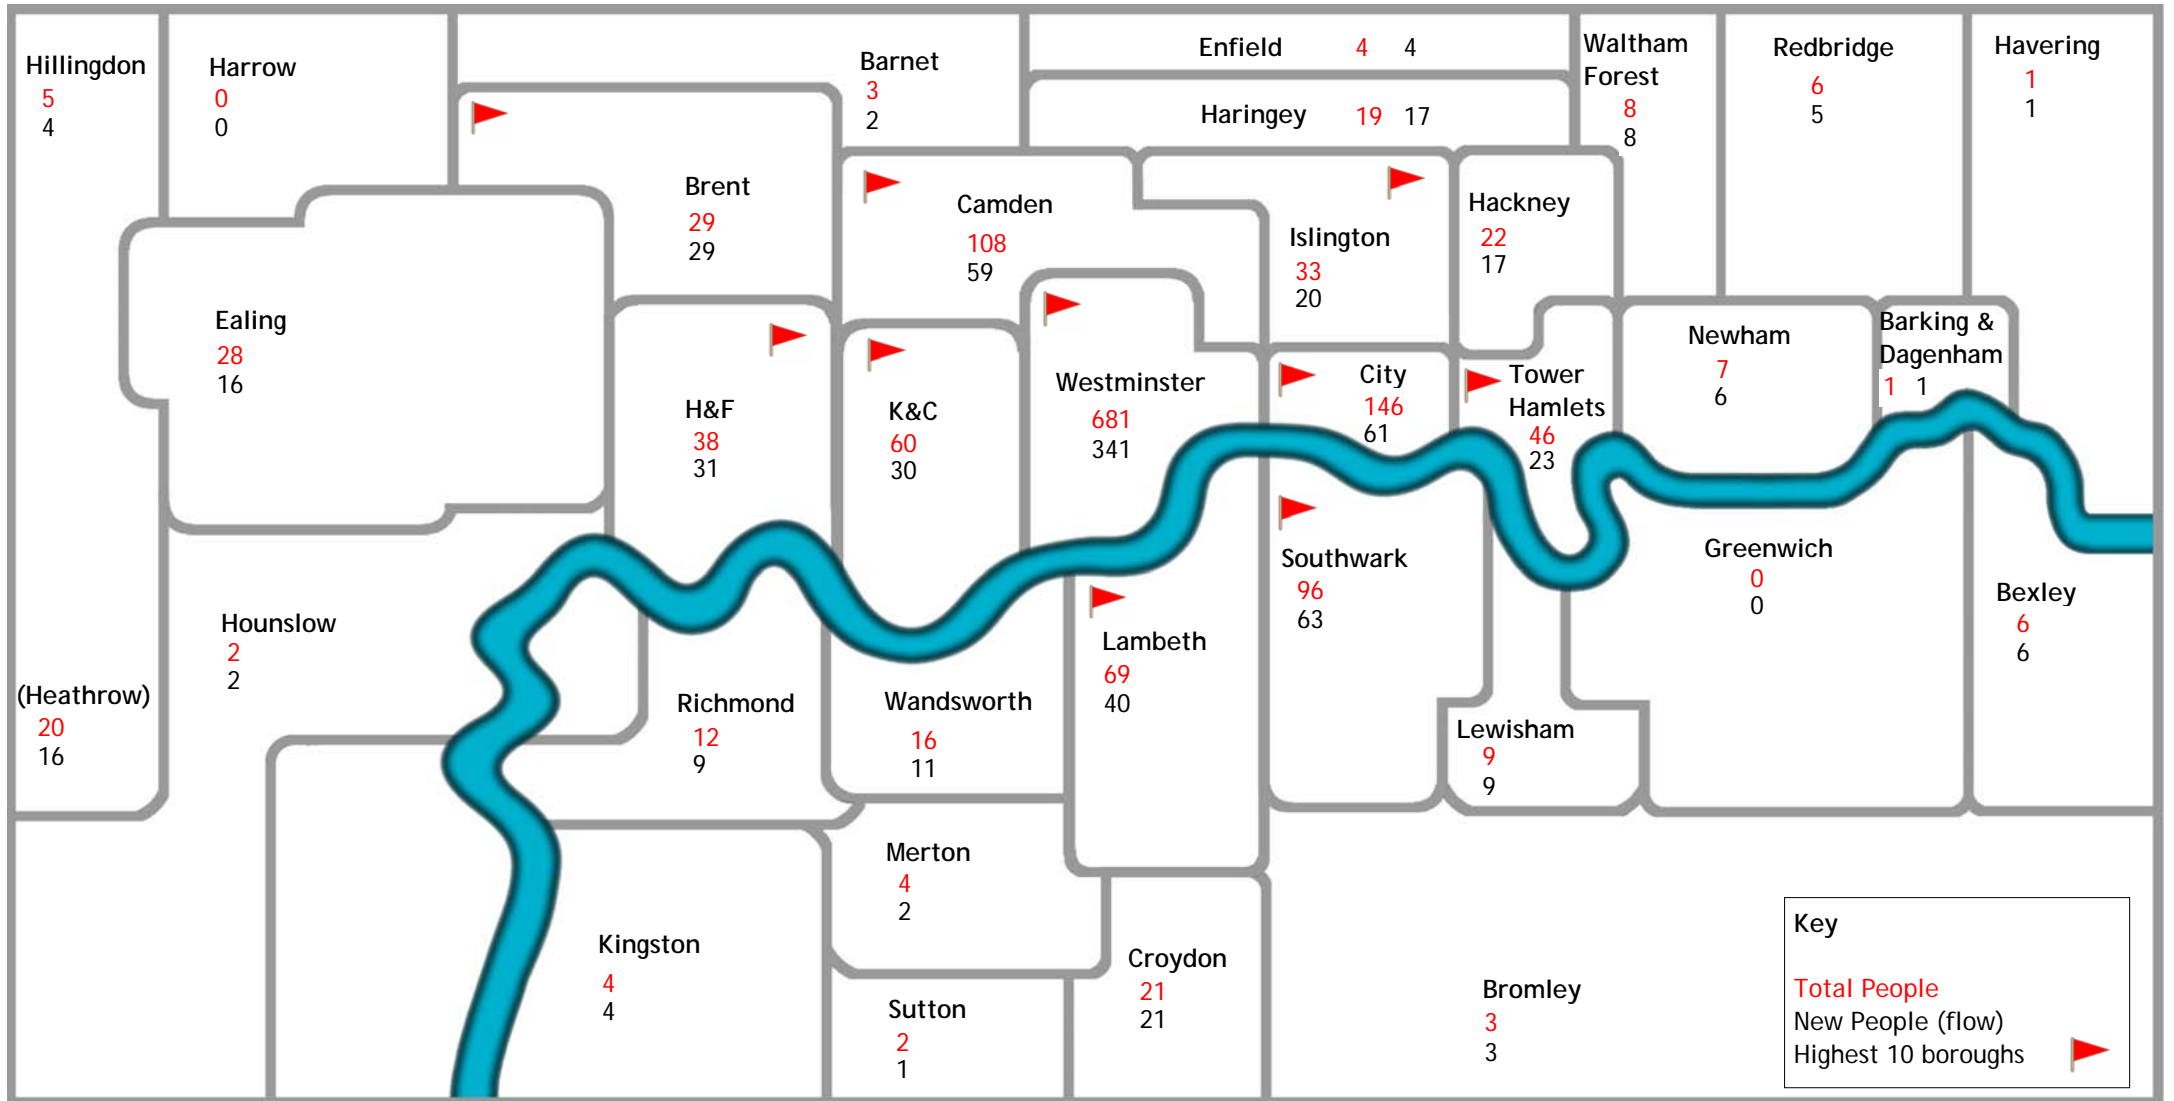 Hillingdon
5
4
Harrow
0
0
Barnet
3
2
Enfield 4 4
Haringey 19 17
Waltham
Forest
8
8
Redbridge
6
5
Havering
1
1
Brent
29
29
Camden
108
59
Islington
33
20
Hackney
22
17
Ealing
28
16
H&F
38
31
K&C
60
30
Westminster
681
341
City
146
61
Tower
Hamlets
46
23
Newham
7
6
Barking &
Dagenham
1 1
Hounslow
2
2
(Heathrow)
20
16
Richmond
12
9
Wandsworth
16
11
Lambeth
69
40
Southwark
96
63
Lewisham
9
9
Greenwich
0
0
Bexley
6
6
Kingston
4
4
Merton
4
2
Sutton
2
1
Croydon
21
21
Bromley
3
3
Key
Total People
New People (flow)
Highest 10 boroughs